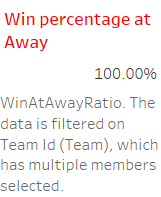 Win percentage at
Away
100.00%
WinAtAwayRatio. The
data is filtered on
Team Id (Team), which
has multiple members
selected.